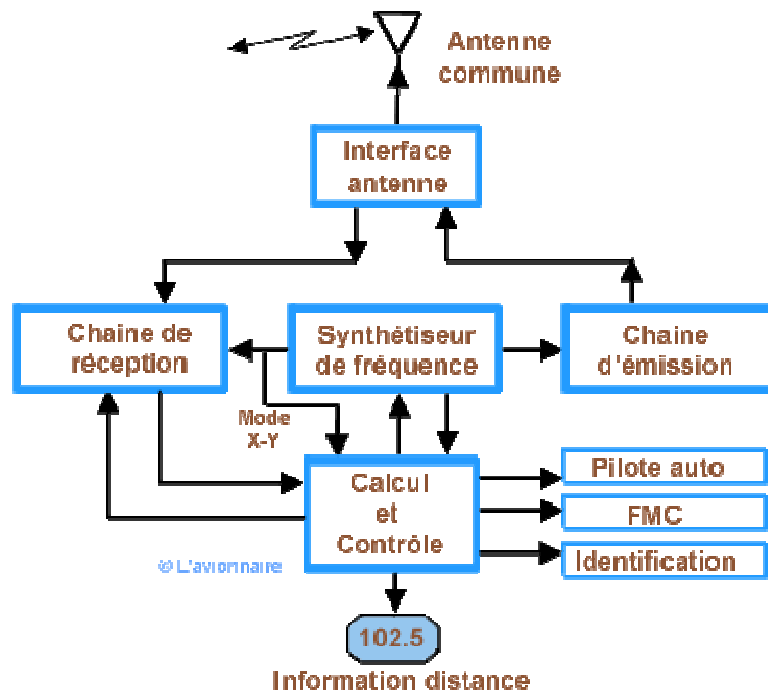 Antenne
commune
Interface
antenne
Chaine de
réception
Synthétiseur
de fréquence
Chaine
d'émission
Mode
X-Y
Calcul
et
Contrôle
Pilote auto
FMC
Identification
© L'avionnaire
102.5
Information distance